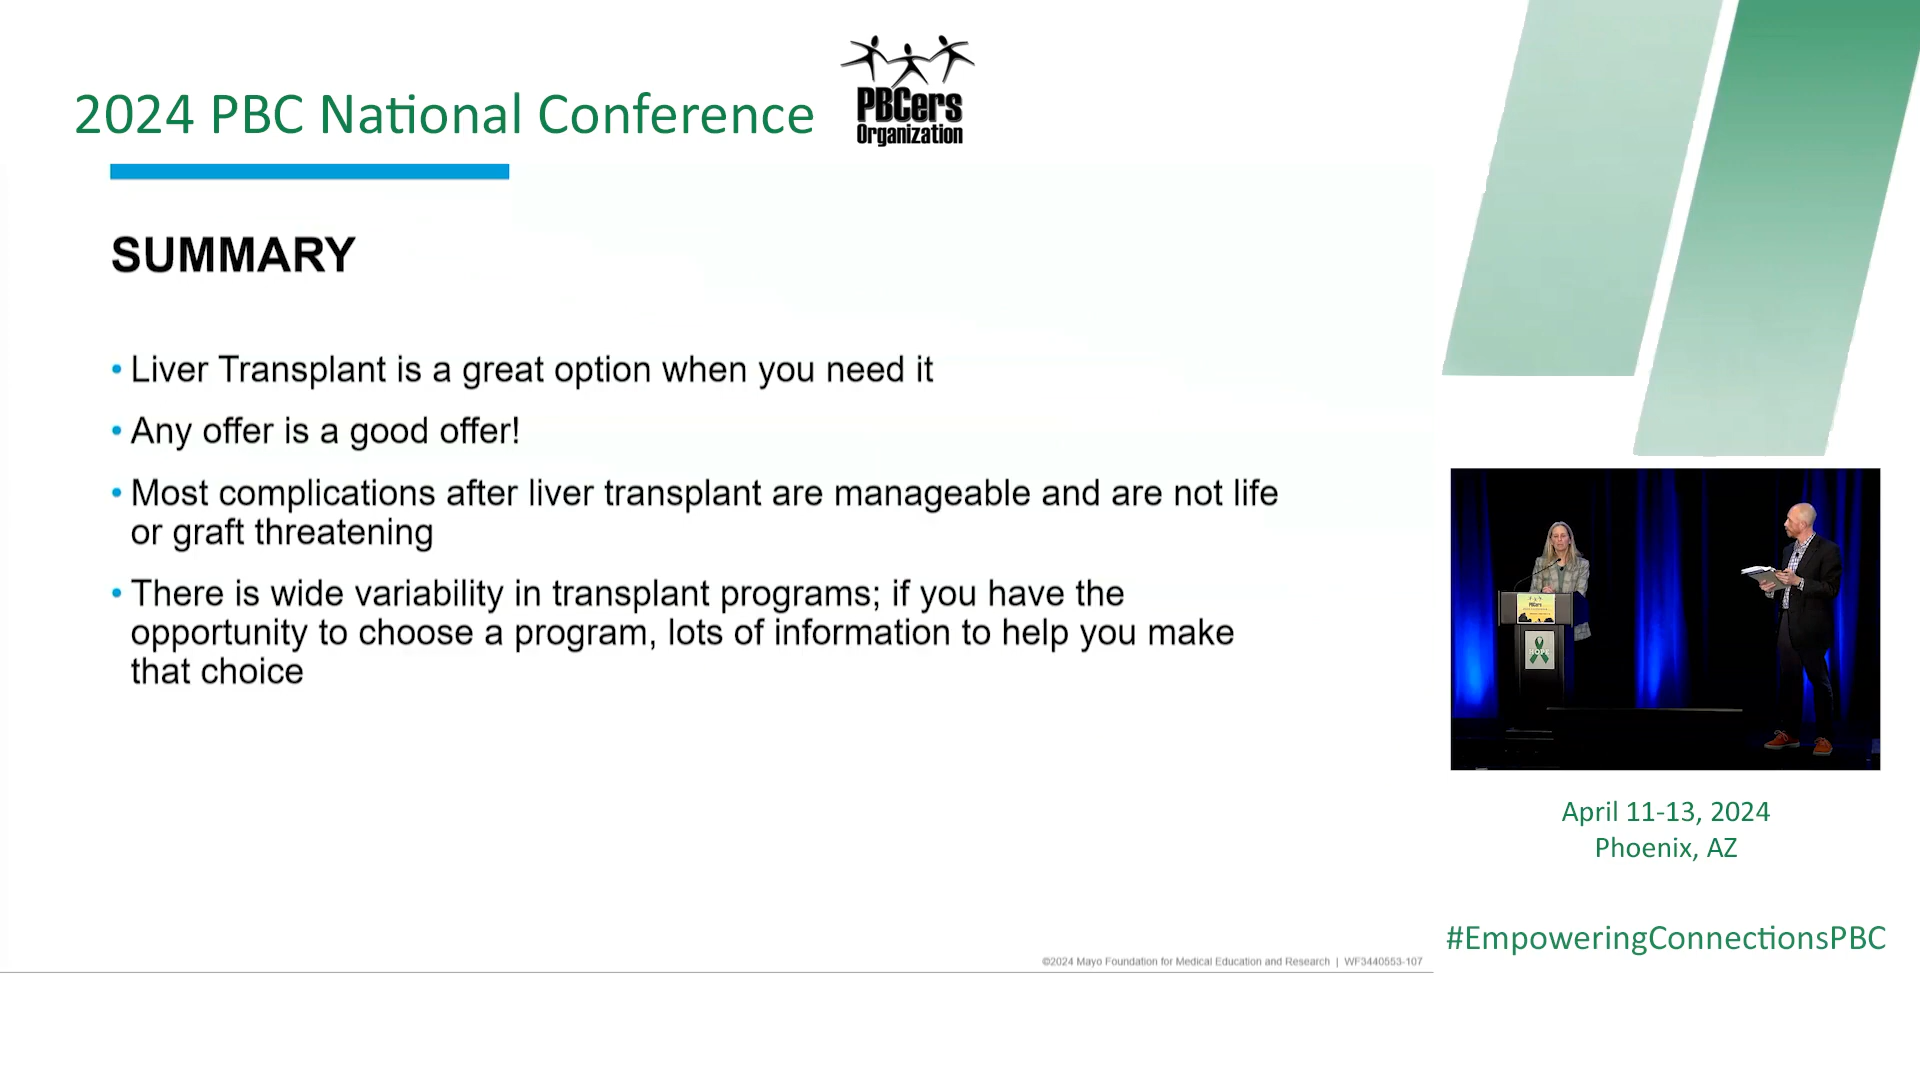 2024 PBC National Conference
PBCers
Organization
SUMMARY
• Liver Transplant is a great option when you need it
• Any offer is a good offer!
• Most complications after liver transplant are manageable and are not life
or graft threatening
• There is wide variability in transplant programs; if you have the
opportunity to choose a program, lots of information to help you make
that choice
©2024 Mayo Foundation for Medical Education and Research | WF3440553-107
PBCers
HOPE
April 11-13, 2024
Phoenix, AZ
#EmpoweringConnectionsPBC